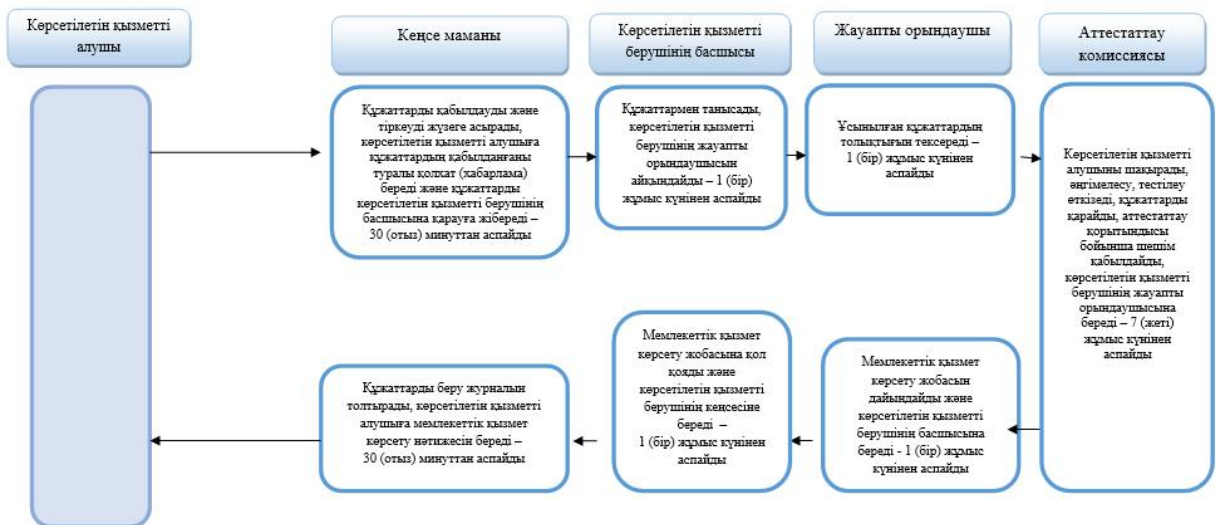 Көрсетілетін қызметті
алушы
Кеңсе маманы
Көрсетілетін қызметті
берушінің басшысы
Жауапты орындаушы
Аттестаттау
комиссиясы
Құжаттарды қабылдауды және
тіркеуді жүзеге асырады,
көрсетілетін қызметті алушыға
құжаттардың қабылданғаны
туралы қолхат (хабарлама)
береді және құжаттарды
көрсетілетін қызметті берушінің
басшысына қарауға жібереді –
30 (отыз) минуттан аспайды
Құжаттармен танысады,
көрсетілетін қызметті
берушінің жауапты
орындаушысын
айқындайды – 1 (бір)
жұмыс күнінен аспайды
Ұсынылған құжаттардың
толықтығын тексереді –
1 (бір) жұмыс күнінен
аспайды
Көрсетілетін қызметті
алушыны шақырады,
әңгімелесу, тестілеу
өткізеді, құжаттарды
қарайды, аттестаттау
қорытындысы
бойынша шешім
қабылдайды,
көрсетілетін қызметті
берушінің жауапты
орындаушысына
береді – 7 (жеті)
жұмыс күнінен
аспайды
Құжаттарды беру журналын
толтырады, көрсетілетін қызметті
алушыға мемлекеттік қызмет
көрсету нәтижесін береді –
30 (отыз) минуттан аспайды
Мемлекеттік қызмет
көрсету жобасына қол
қояды және
көрсетілетін қызметті
берушінің кеңсесіне
береді –
1 (бір) жұмыс күнінен
аспайды
Мемлекеттік қызмет
көрсету жобасын
дайындайды және
көрсетілетін қызметті
берушінің басшысына
береді - 1 (бір) жұмыс
күнінен аспайды